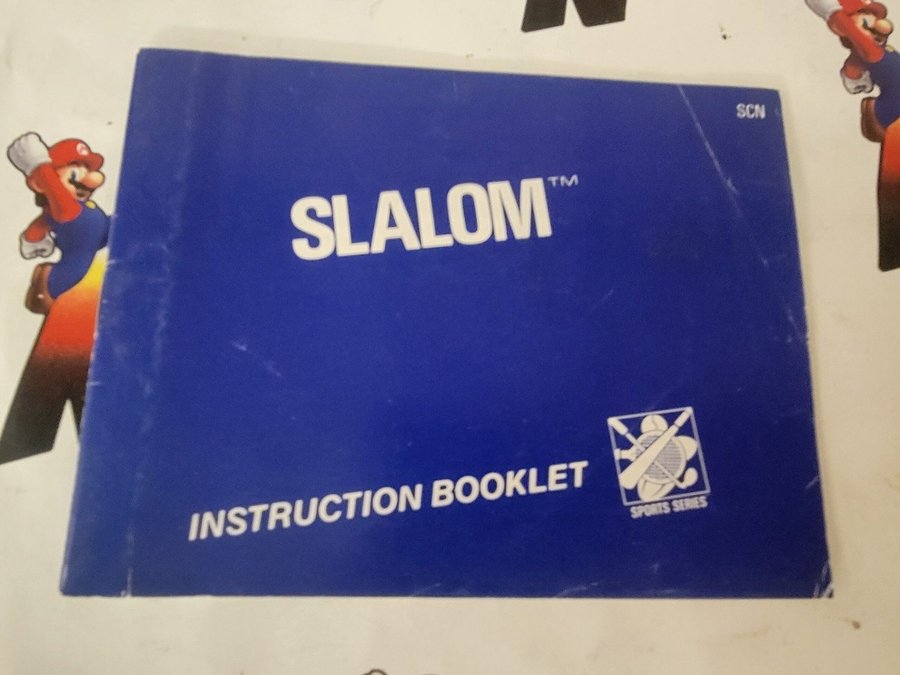 SCN
SLALOM™
INSTRUCTION BOOKLET
SPORTS SERIES